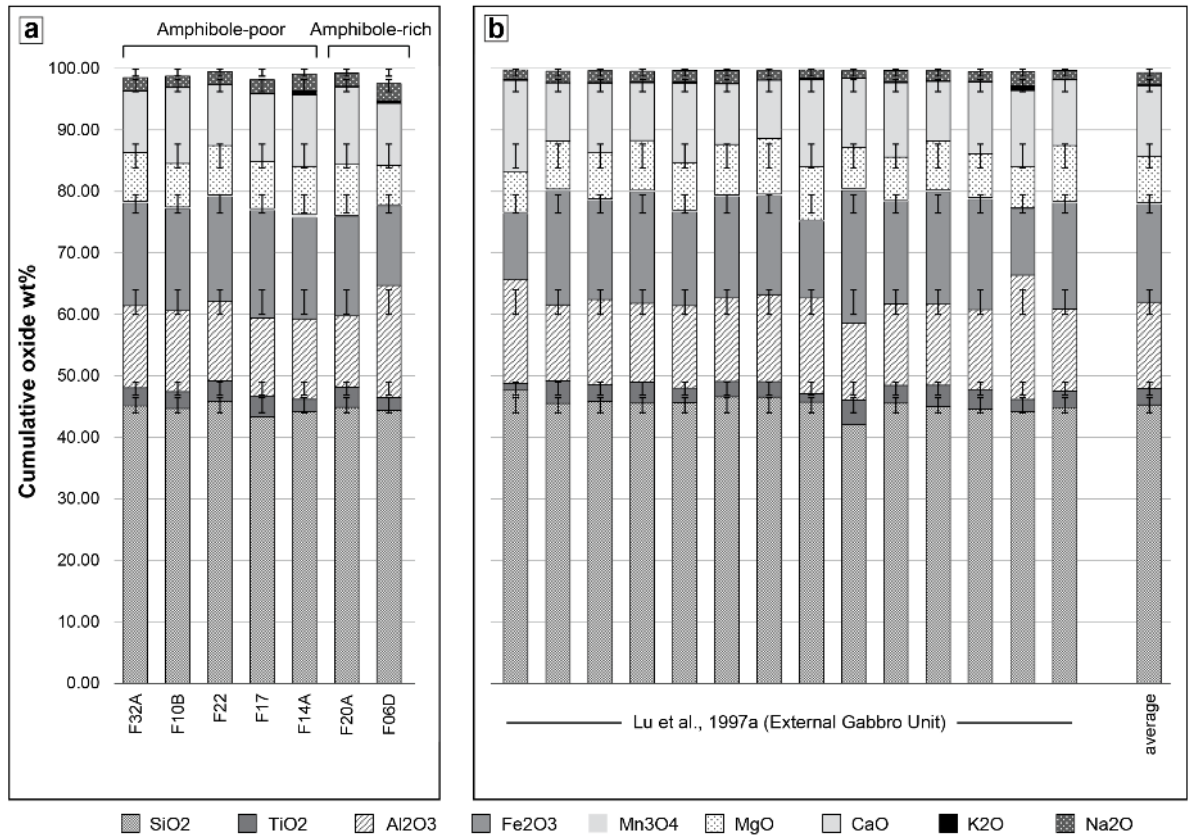 a
Amphibole-poor Amphibole-rich
b
Cumulative oxide wt%
100.00
90.00
80.00
70.00
60.00
50.00
40.00
30.00
20.00
10.00
0.00
F32A
F10B
F22
F17
F14A
F20A
F06D
Lu et al., 1997a (External Gabbro Unit)
average
SiO2 TiO2 Al2O3 Fe2O3 Mn3O4 MgO CaO K2O Na2O